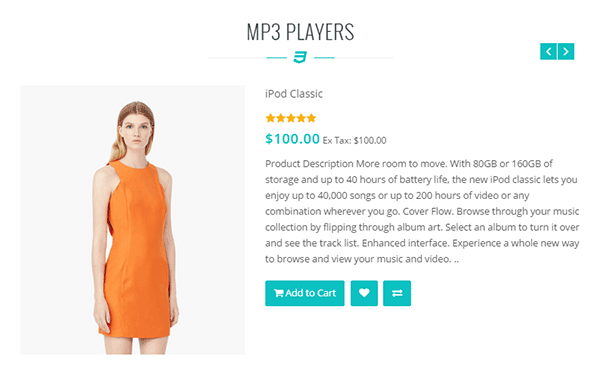 MP3 PLAYERS
iPod Classic
$100.00 Ex Tax: $100.00
Product Description More room to move. With 80GB or 160GB of
storage and up to 40 hours of battery life, the new iPod classic lets you
enjoy up to 40,000 songs or up to 200 hours of video or any
combination wherever you go. Cover Flow. Browse through your music
collection by flipping through album art. Select an album to turn it over
and see the track list. Enhanced interface. Experience a whole new way
to browse and view your music and video. ..
Add to Cart